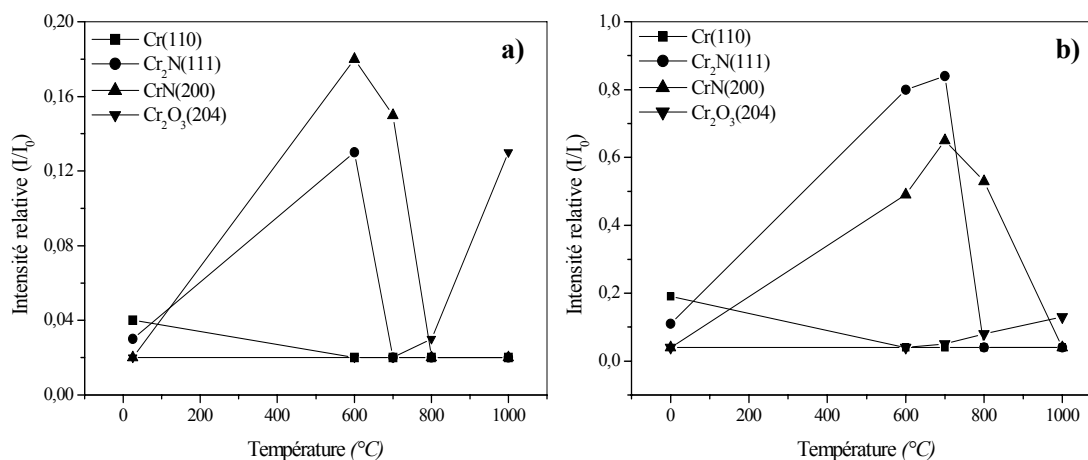 a)
Cr(110)
Cr₂N(111)
CrN(200)
Cr₂O₃(204)
0,20
0,16
0,12
0,08
0,04
0,00
Intensité relative (I/I₀)
0 200 400 600 800 1000
Température (°C)
b)
Cr(110)
Cr₂N(111)
CrN(200)
Cr₂O₃(204)
1,0
0,8
0,6
0,4
0,2
0,0
Intensité relative (I/I₀)
0 200 400 600 800 1000
Température (°C)